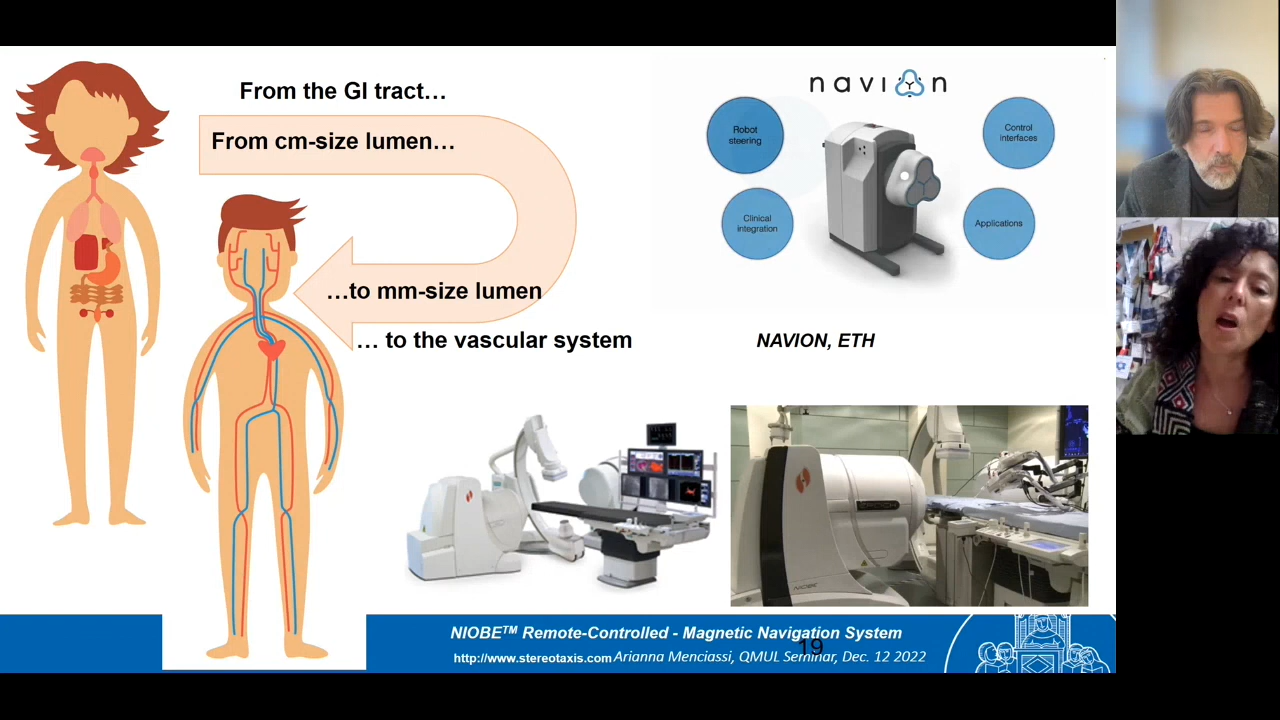 From the GI tract…
From cm-size lumen…
…to mm-size lumen
… to the vascular system
navion
Robot
steering
Control
interfaces
Clinical
integration
Applications
NAVION, ETH
NIOBE
NIOBE™ Remote-Controlled - Magnetic Navigation System
19
http://www.stereotaxis.com Arianna Menciassi, QMUL Seminar, Dec. 12 2022